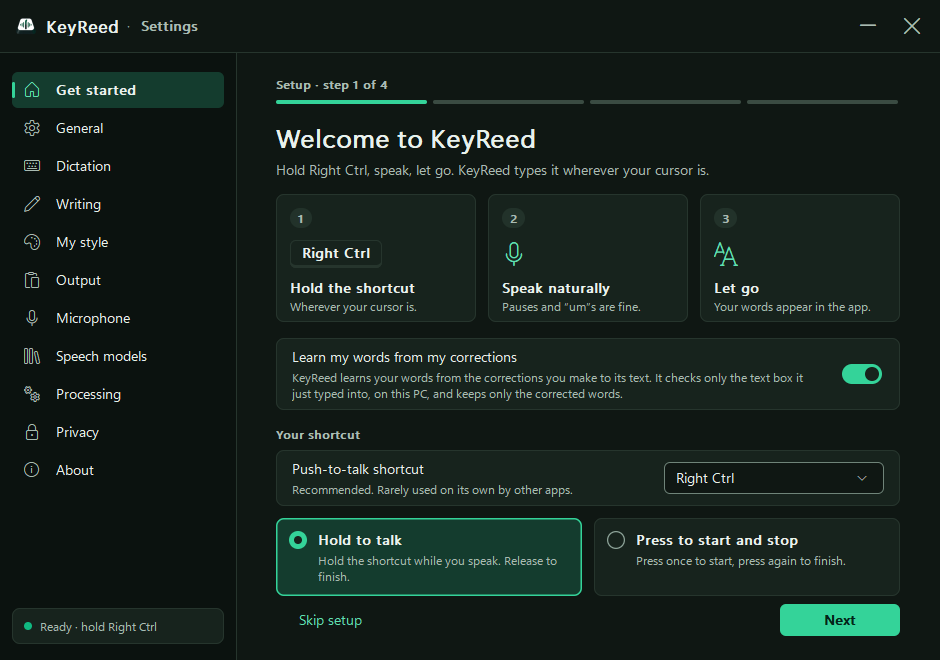 KeyReed · Settings
Get started
General
Dictation
Writing
My style
Output
Microphone
Speech models
Processing
Privacy
About
Ready · hold Right Ctrl
Setup · step 1 of 4
Welcome to KeyReed
Hold Right Ctrl, speak, let go. KeyReed types it wherever your cursor is.
1
Right Ctrl
Hold the shortcut
Wherever your cursor is.
2
Speak naturally
Pauses and “um”s are fine.
3
Let go
Your words appear in the app.
Learn my words from my corrections
KeyReed learns your words from the corrections you make to its text. It checks only the text box it
just typed into, on this PC, and keeps only the corrected words.
Your shortcut
Push-to-talk shortcut
Recommended. Rarely used on its own by other apps.
Right Ctrl
Hold to talk
Hold the shortcut while you speak. Release to
finish.
Press to start and stop
Press once to start, press again to finish.
Skip setup
Next